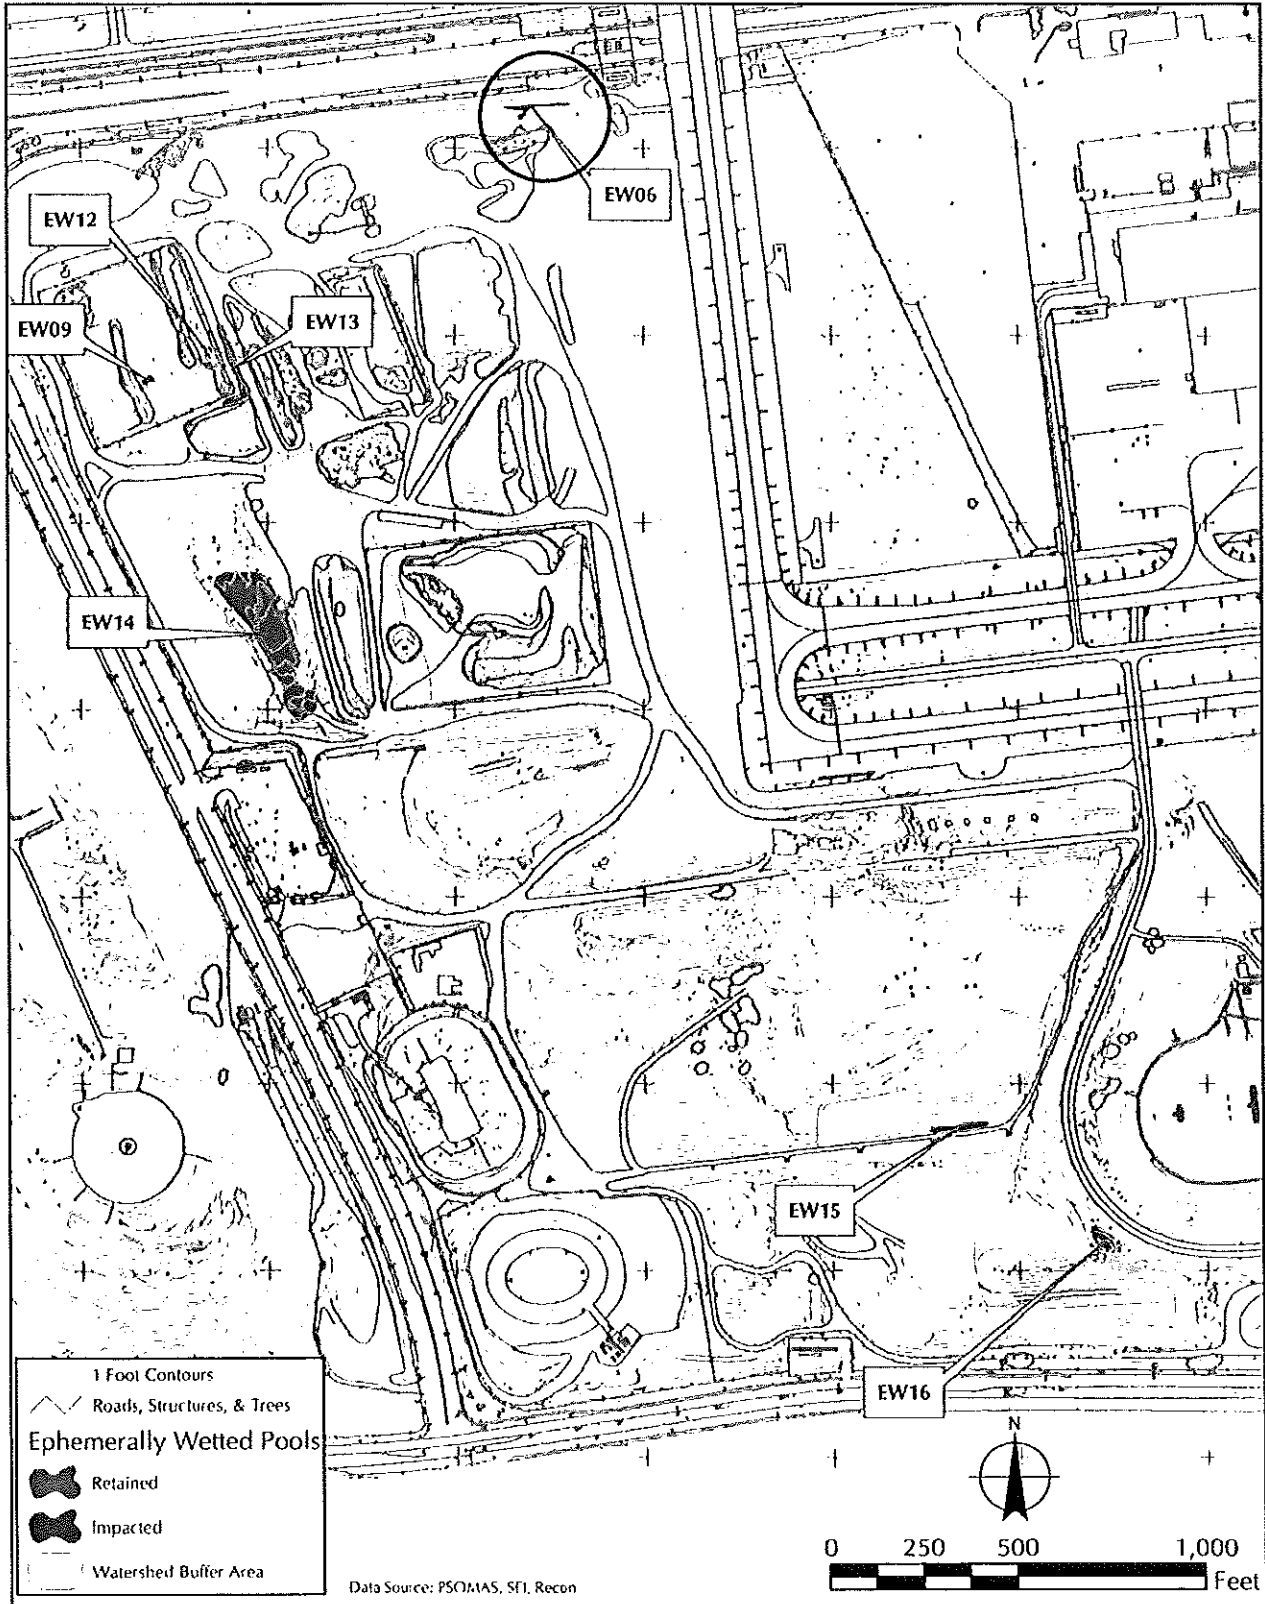 EW06
EW12
EW13
EW09
EW14
EW15
EW16
1 Foot Contours
Roads, Structures, & Trees
Ephemerally Wetted Pools
Retained
Impacted
Watershed Buffer Area
Data Source: PSOMAS, SFI, Recon
N
0 250 500 1,000
Feet